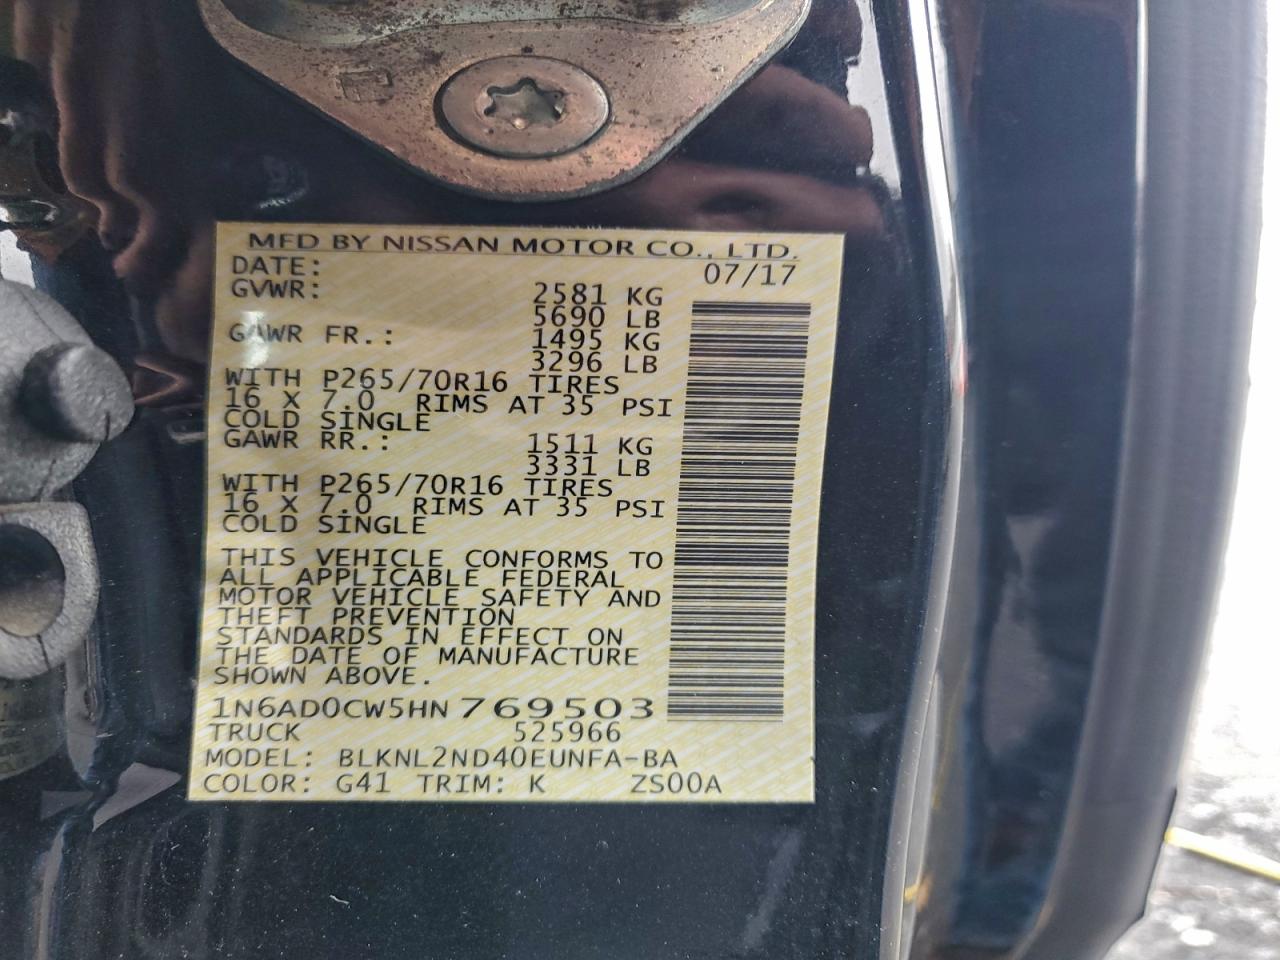 MFD BY NISSAN MOTOR CO., LTD.
DATE: 07/17
GVWR: 2581 KG
5690 LB
GAWR FR.: 1495 KG
3296 LB
WITH P265/70R16 TIRES
16 X 7.0 RIMS AT 35 PSI
COLD SINGLE
GAWR RR.: 1511 KG
3331 LB
WITH P265/70R16 TIRES
16 X 7.0 RIMS AT 35 PSI
COLD SINGLE
THIS VEHICLE CONFORMS TO
ALL APPLICABLE FEDERAL
MOTOR VEHICLE SAFETY AND
THEFT PREVENTION
STANDARDS IN EFFECT ON
THE DATE OF MANUFACTURE
SHOWN ABOVE.
1N6AD0CW5HN 769503
TRUCK 525966
MODEL: BLKNL2ND40EUNFA-BA
COLOR: G41 TRIM: K ZS00A